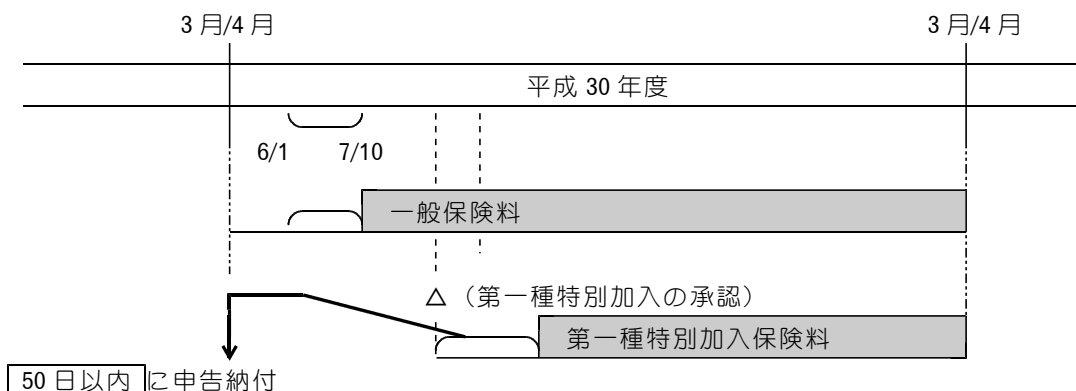 3 月/4 月 3 月/4 月
平成 30 年度
6/1 7/10
一般保険料
△（第一種特別加入の承認）
第一種特別加入保険料
50 日以内に申告納付